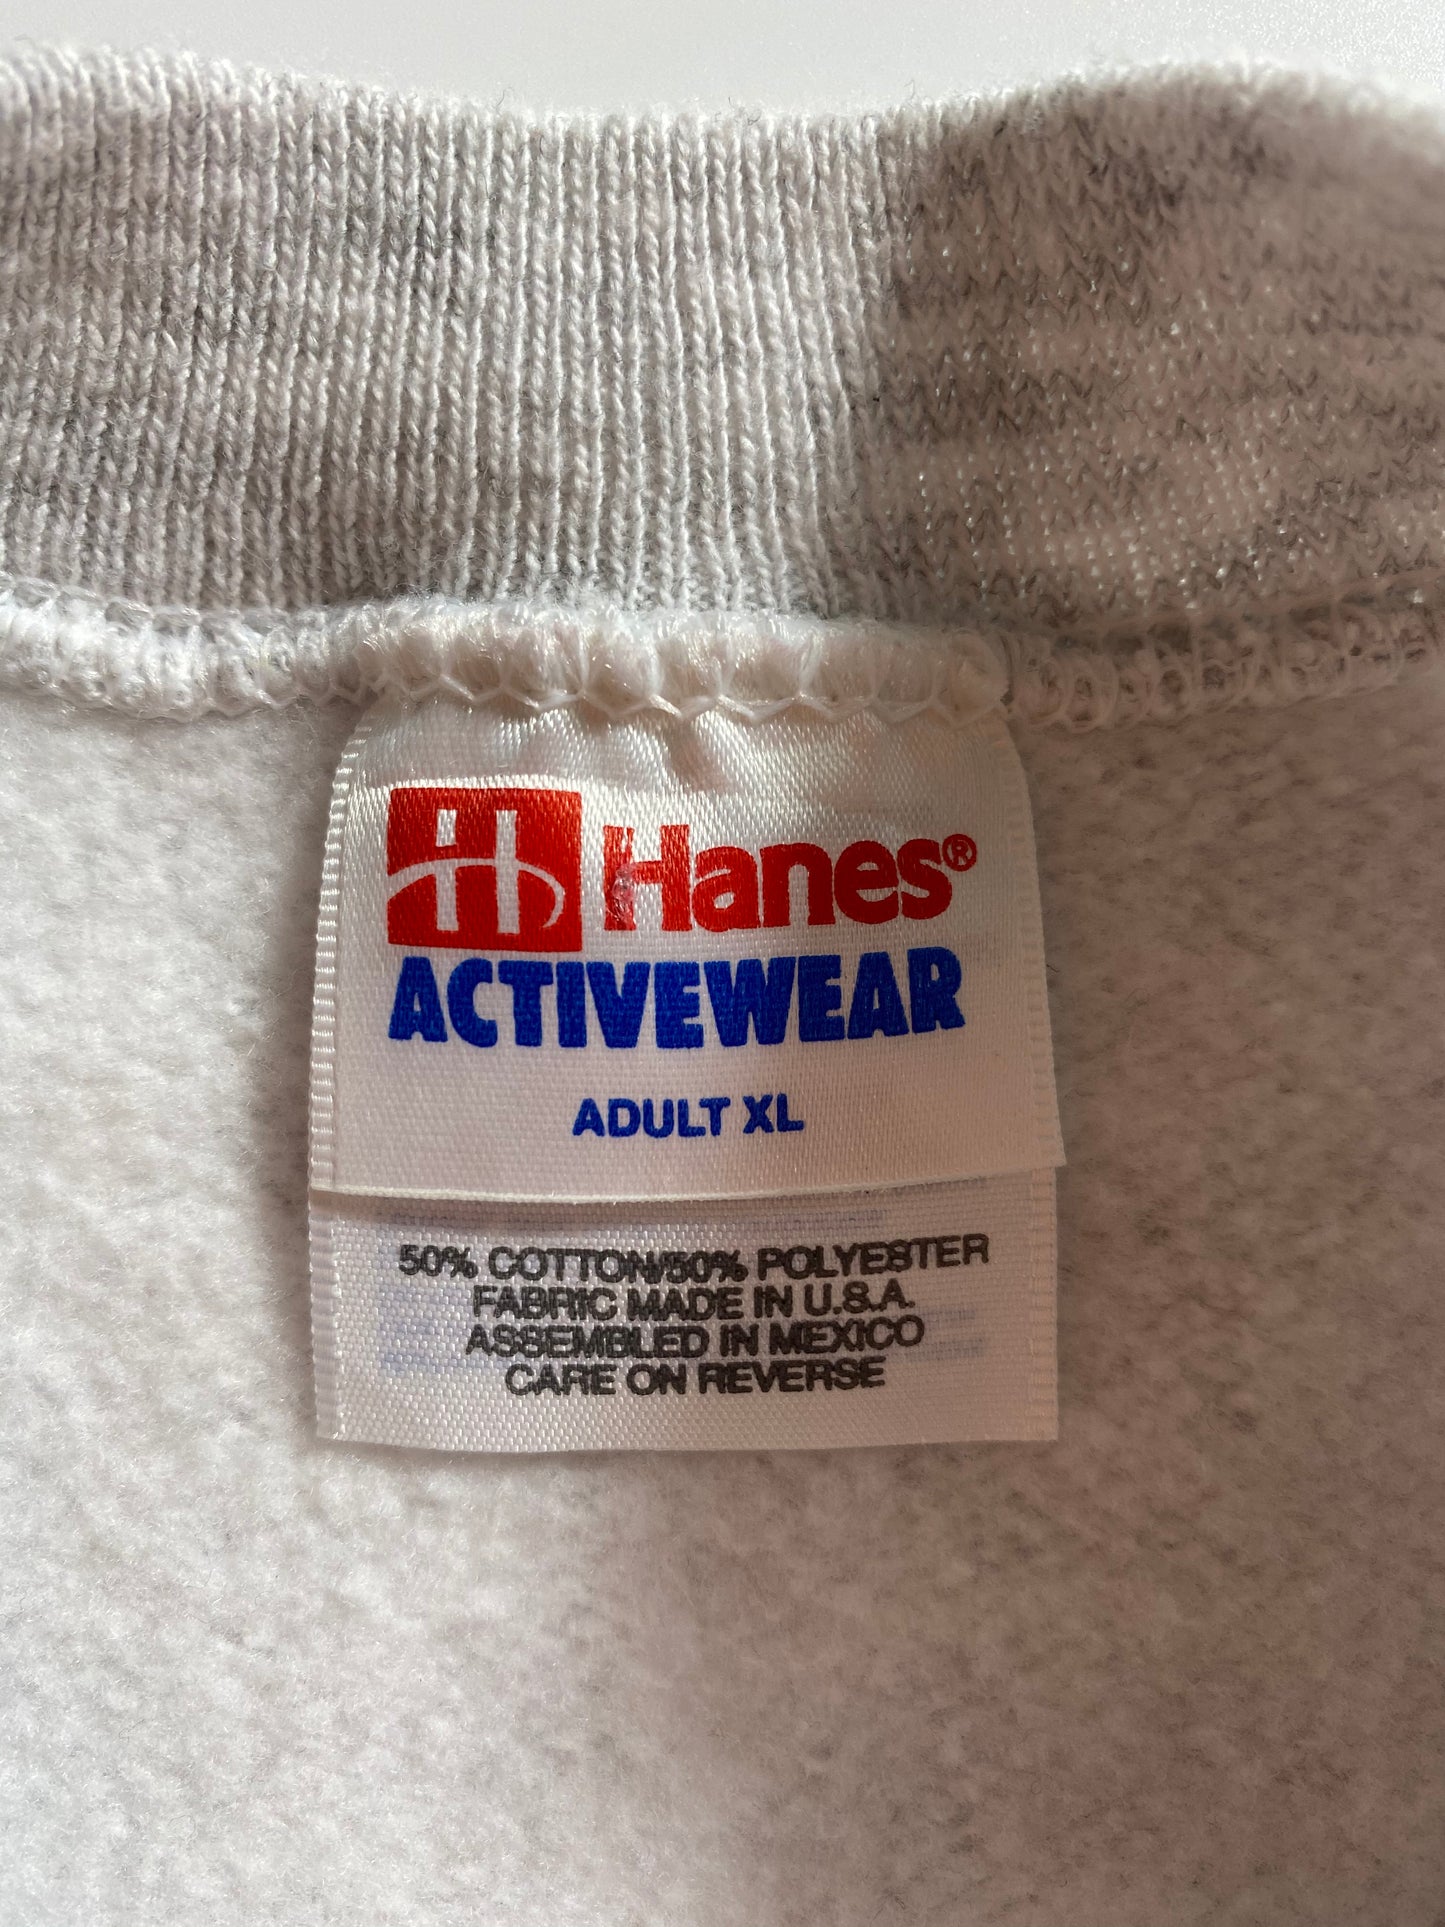 H Hanes®
ACTIVEWEAR
ADULT XL
50% COTTON/50% POLYESTER
FABRIC MADE IN U.S.A.
ASSEMBLED IN MEXICO
CARE ON REVERSE